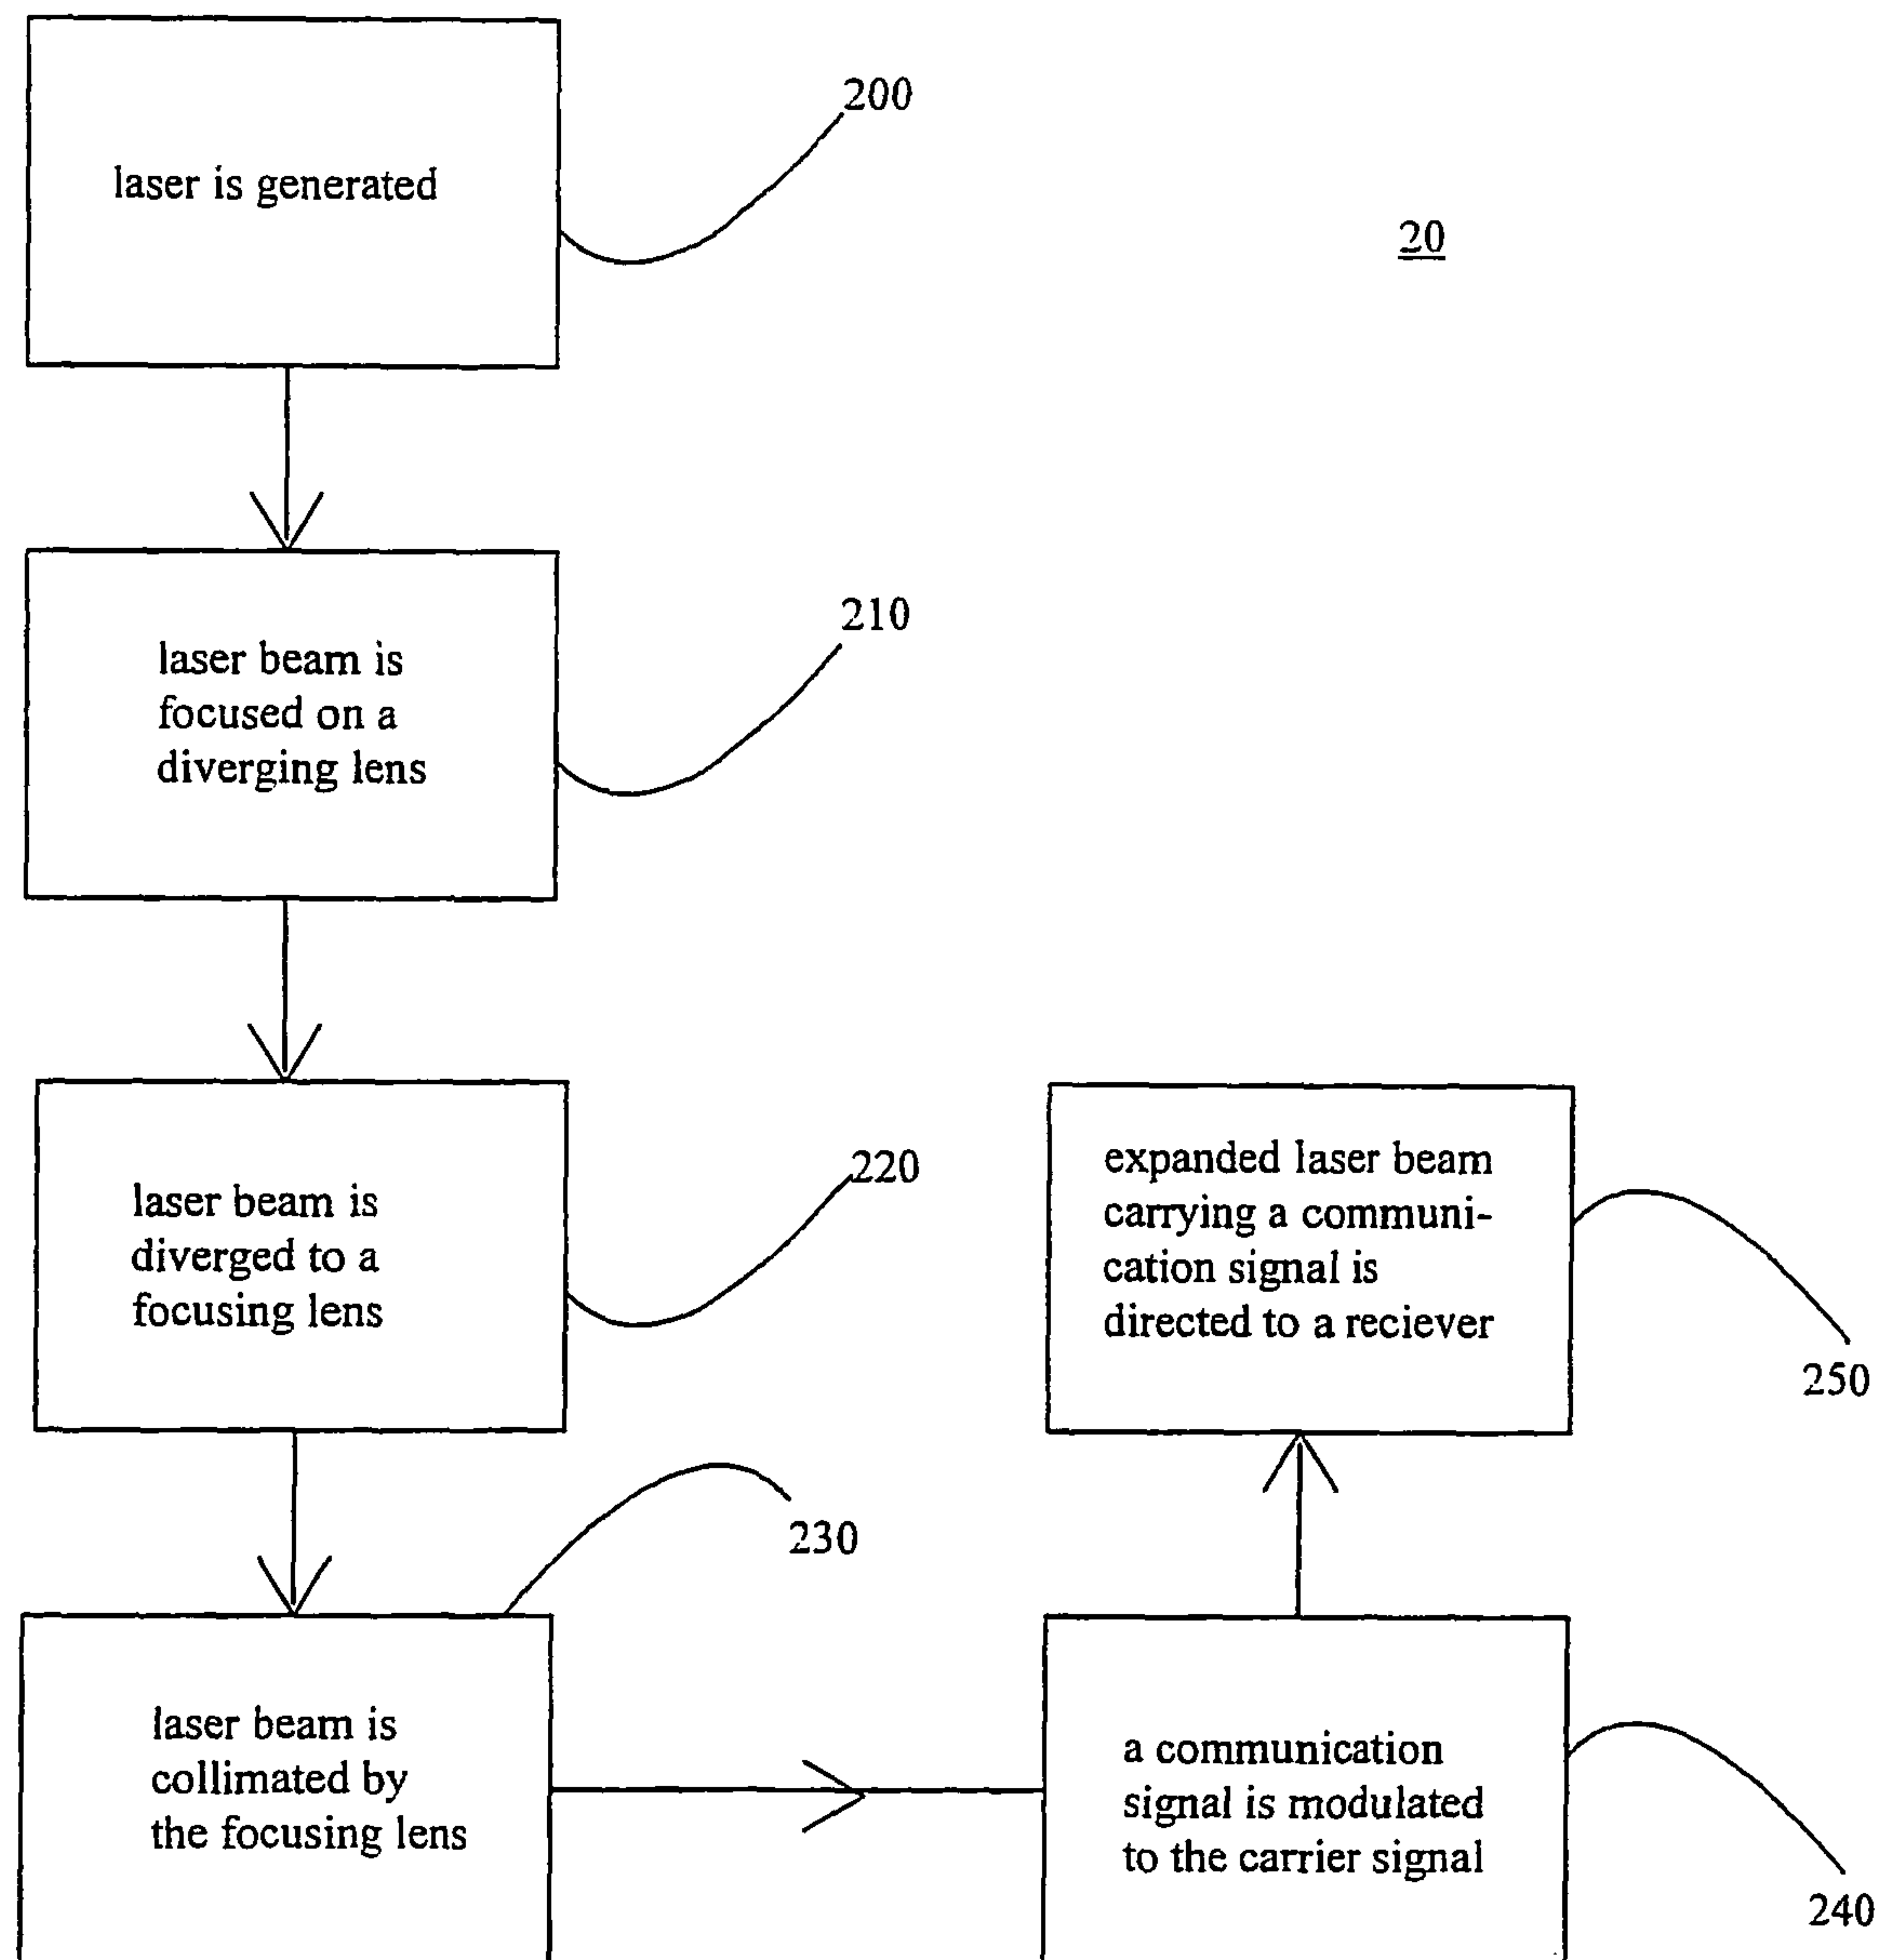 laser is generated
200
20
laser beam is
focused on a
diverging lens
210
laser beam is
diverged to a
focusing lens
220
laser beam is
collimated by
the focusing lens
230
a communication
signal is modulated
to the carrier signal
240
expanded laser beam
carrying a communi-
cation signal is
directed to a reciever
250